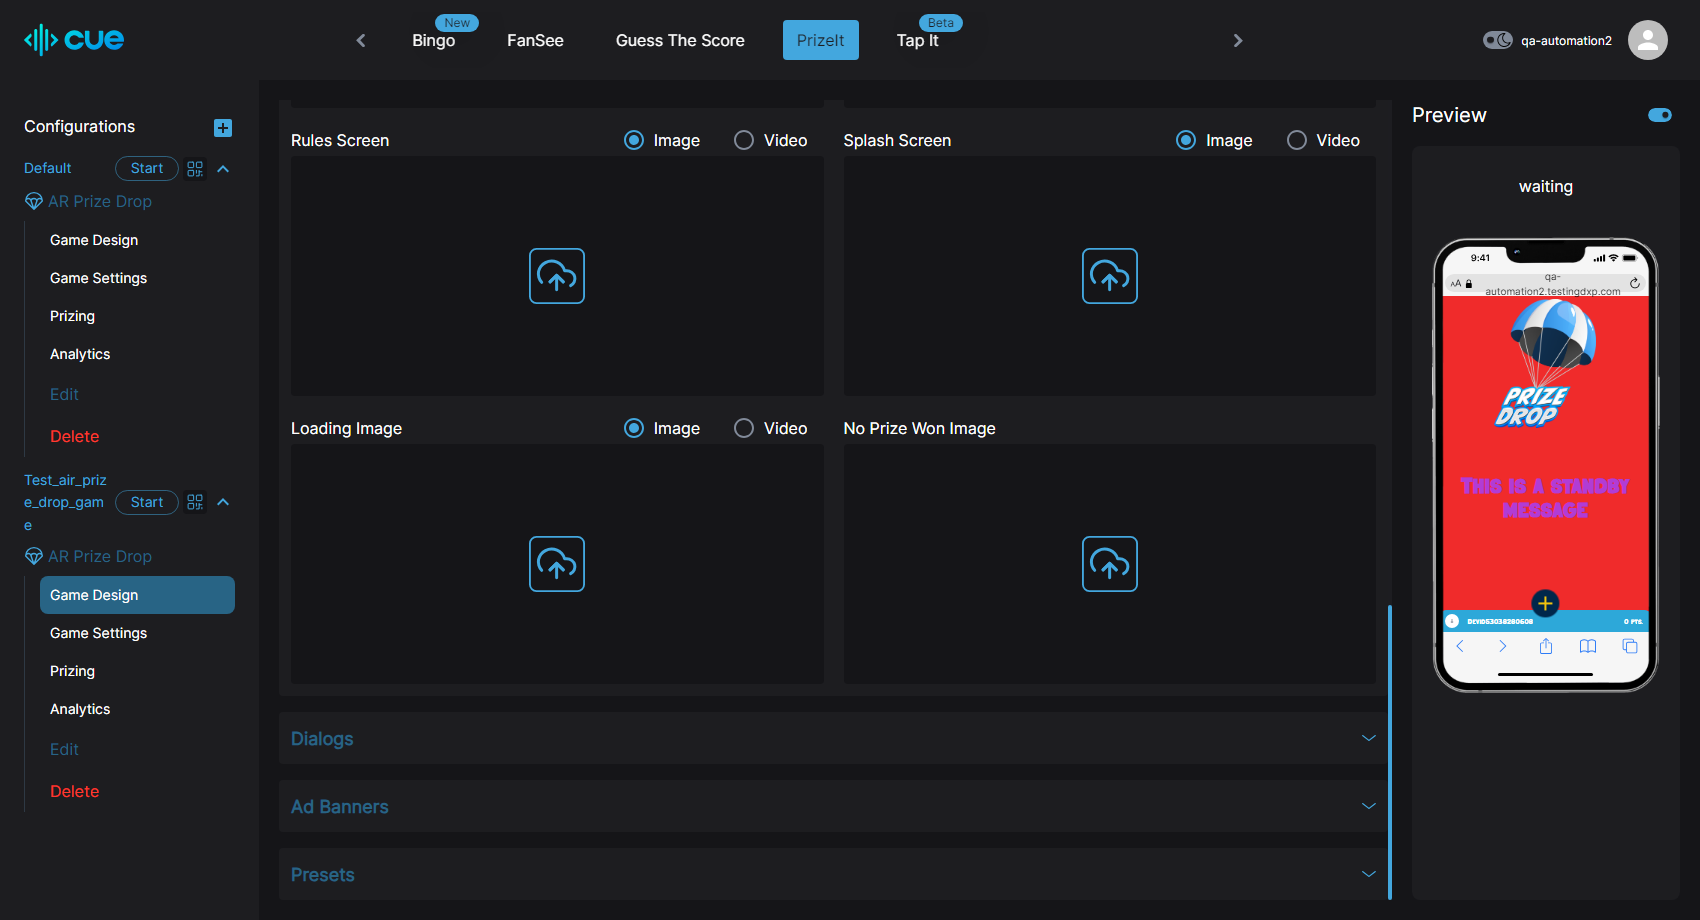 cue
New
Bingo
FanSee
Guess The Score
PrizeIt
Beta
Tap It
qa-automation2
Configurations
Default
Start
AR Prize Drop
Game Design
Game Settings
Prizing
Analytics
Edit
Delete
Test_air_priz
e_drop_gam
e
Start
AR Prize Drop
Game Design
Game Settings
Prizing
Analytics
Edit
Delete
Rules Screen
Image
Video
Splash Screen
Image
Video
Loading Image
Image
Video
No Prize Won Image
Dialogs
Ad Banners
Presets
Preview
waiting
9:41
AA
qa-
automation2.testingdxp.com
PRIZE
DROP
THIS IS A STANDBY
MESSAGE
0 PTS.